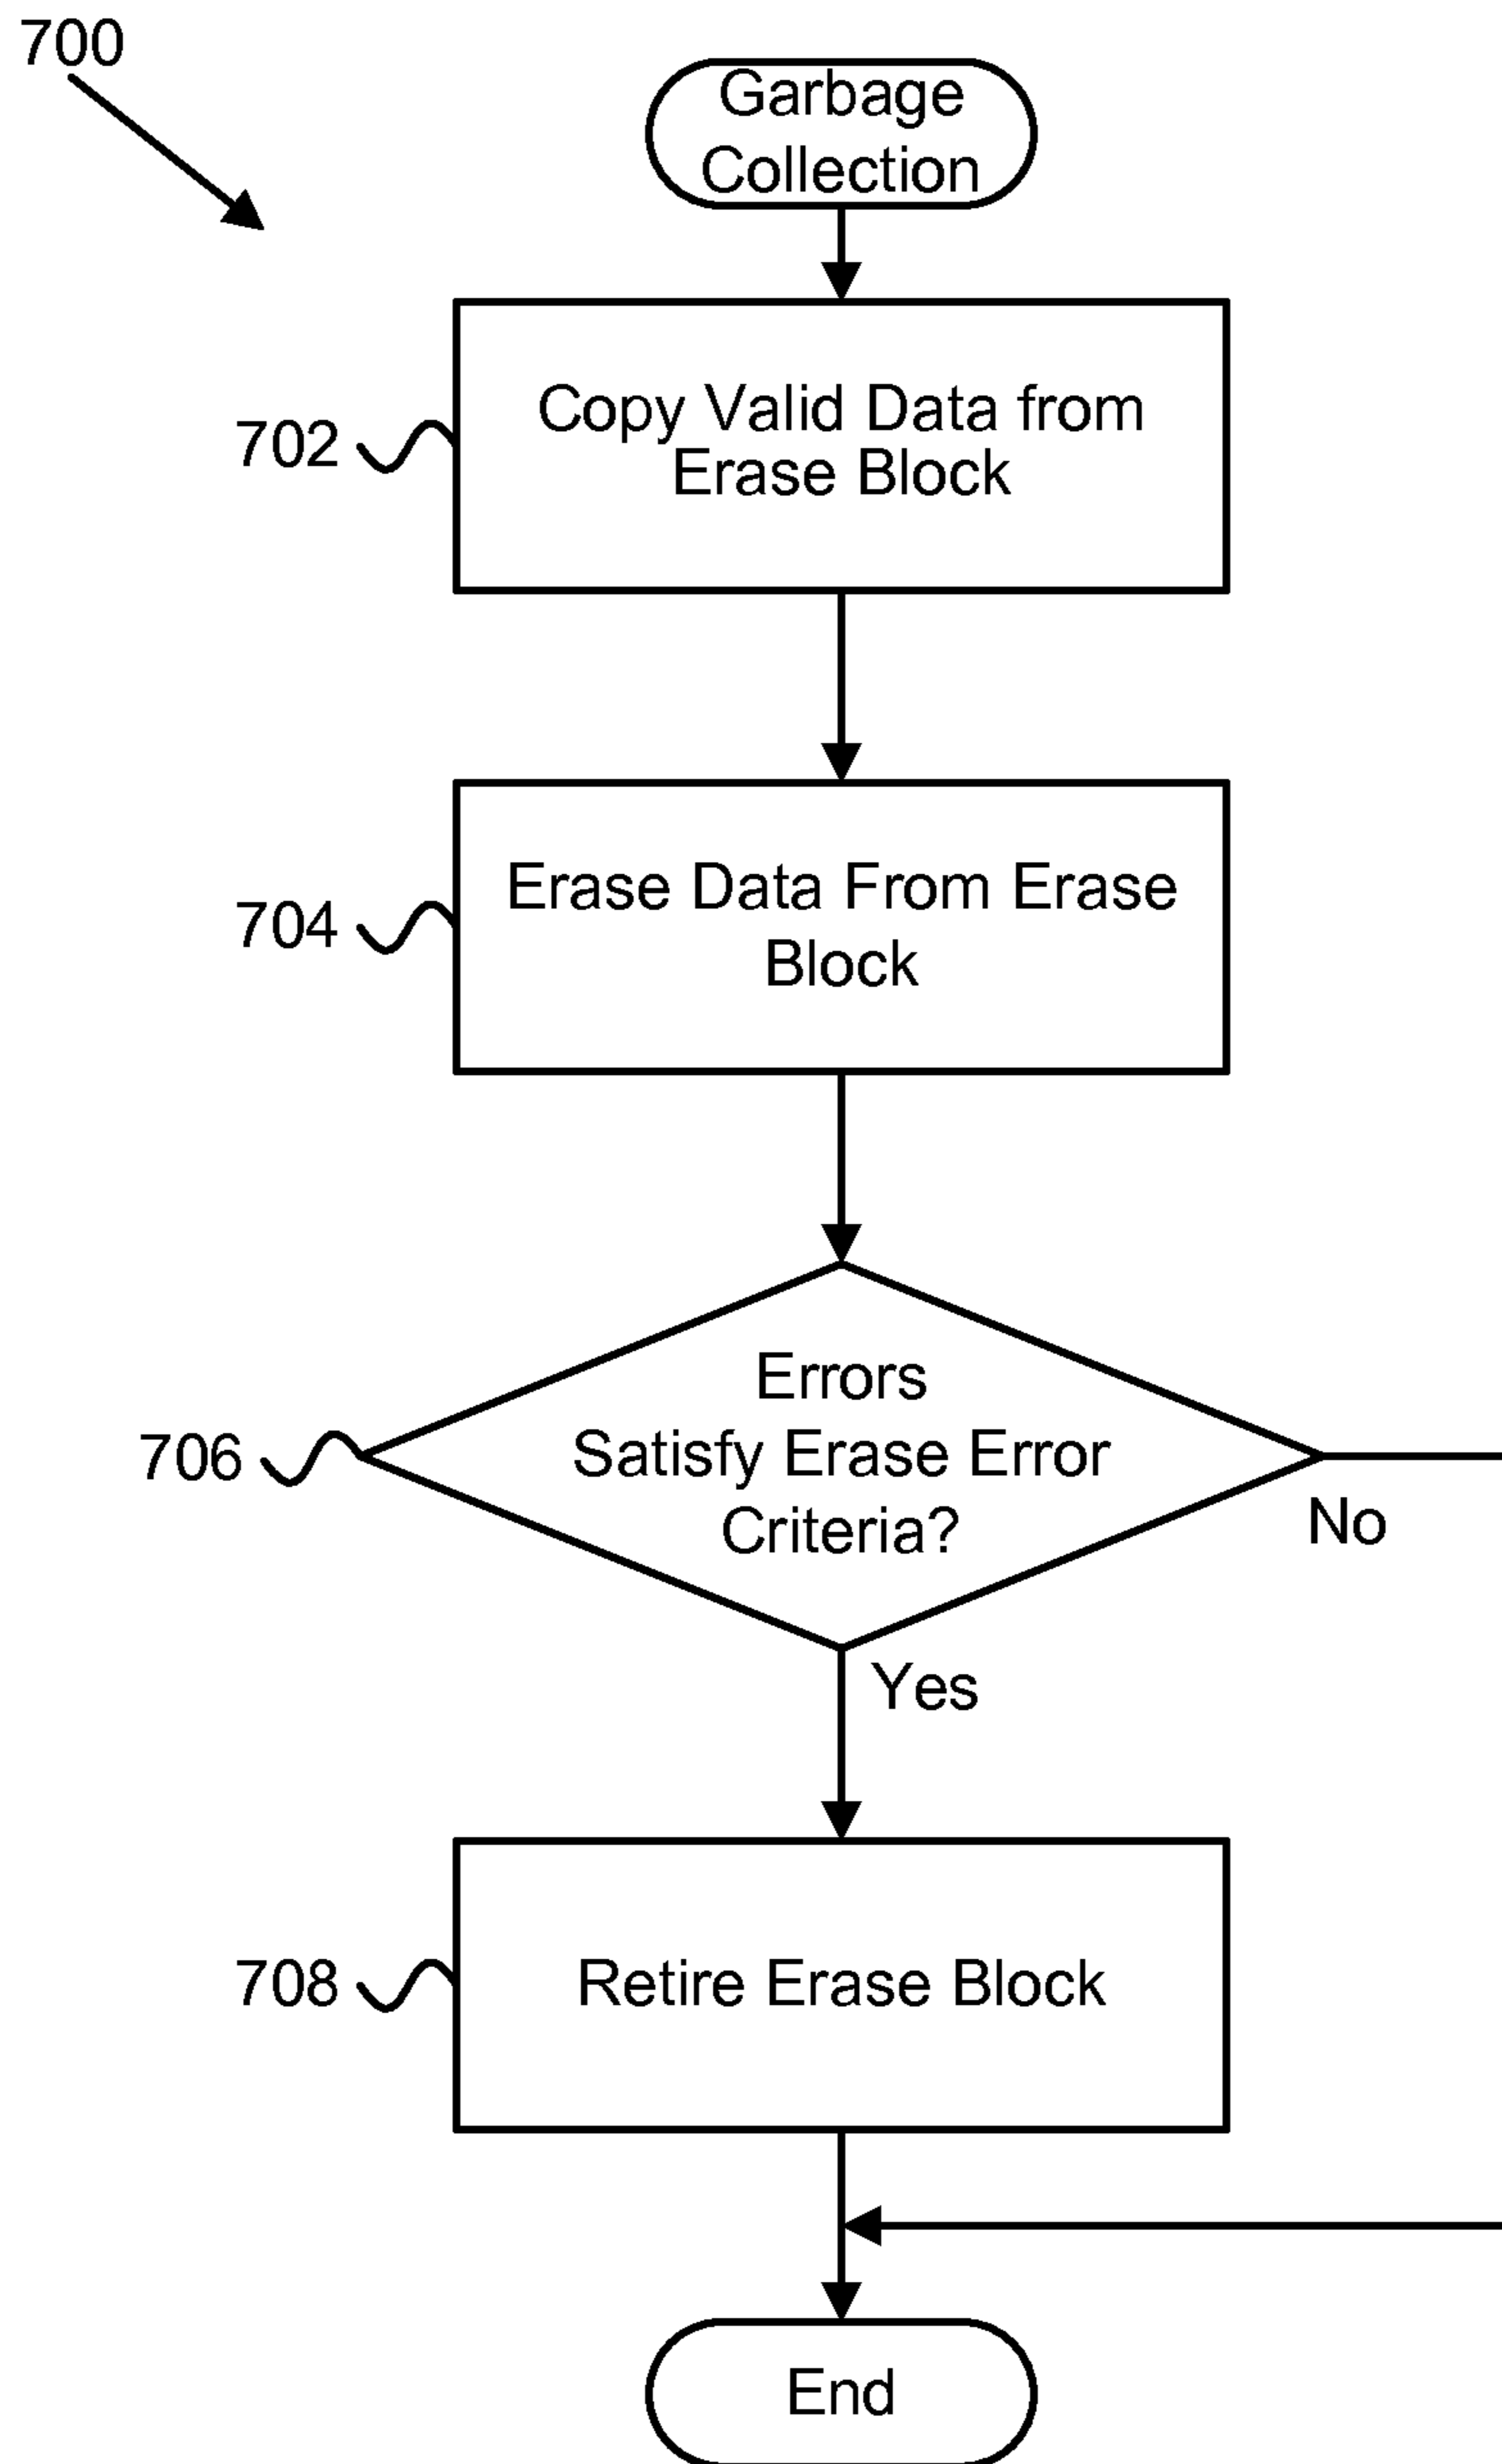 700
Garbage
Collection
702
Copy Valid Data from
Erase Block
704
Erase Data From Erase
Block
706
Errors
Satisfy Erase Error
Criteria?
No
Yes
708
Retire Erase Block
End